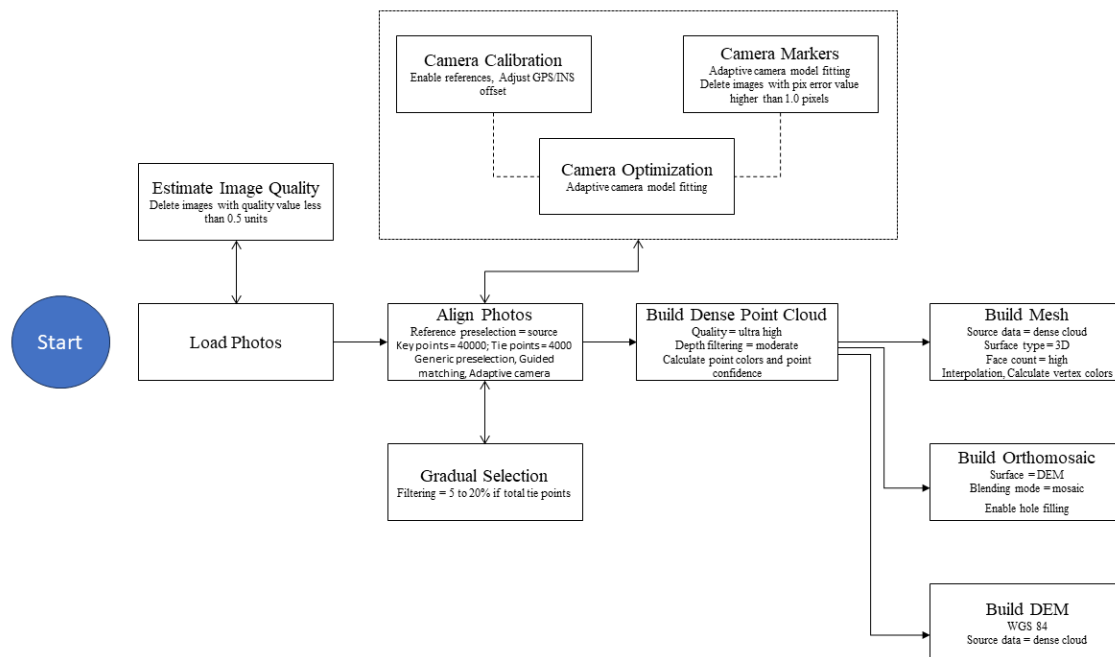 Camera Calibration
Enable references, Adjust GPS/INS
offset
Camera Markers
Adaptive camera model fitting
Delete images with pix error value
higher than 1.0 pixels
Camera Optimization
Adaptive camera model fitting
Estimate Image Quality
Delete images with quality value less
than 0.5 units
Start
Load Photos
Align Photos
Reference preselection = source
Key points = 40000; Tie points = 4000
Generic preselection, Guided
matching, Adaptive camera
Build Dense Point Cloud
Quality = ultra high
Depth filtering = moderate
Calculate point colors and point
confidence
Build Mesh
Source data = dense cloud
Surface type = 3D
Face count = high
Interpolation, Calculate vertex colors
Gradual Selection
Filtering = 5 to 20% if total tie points
Build Orthomosaic
Surface = DEM
Blending mode = mosaic
Enable hole filling
Build DEM
WGS 84
Source data = dense cloud